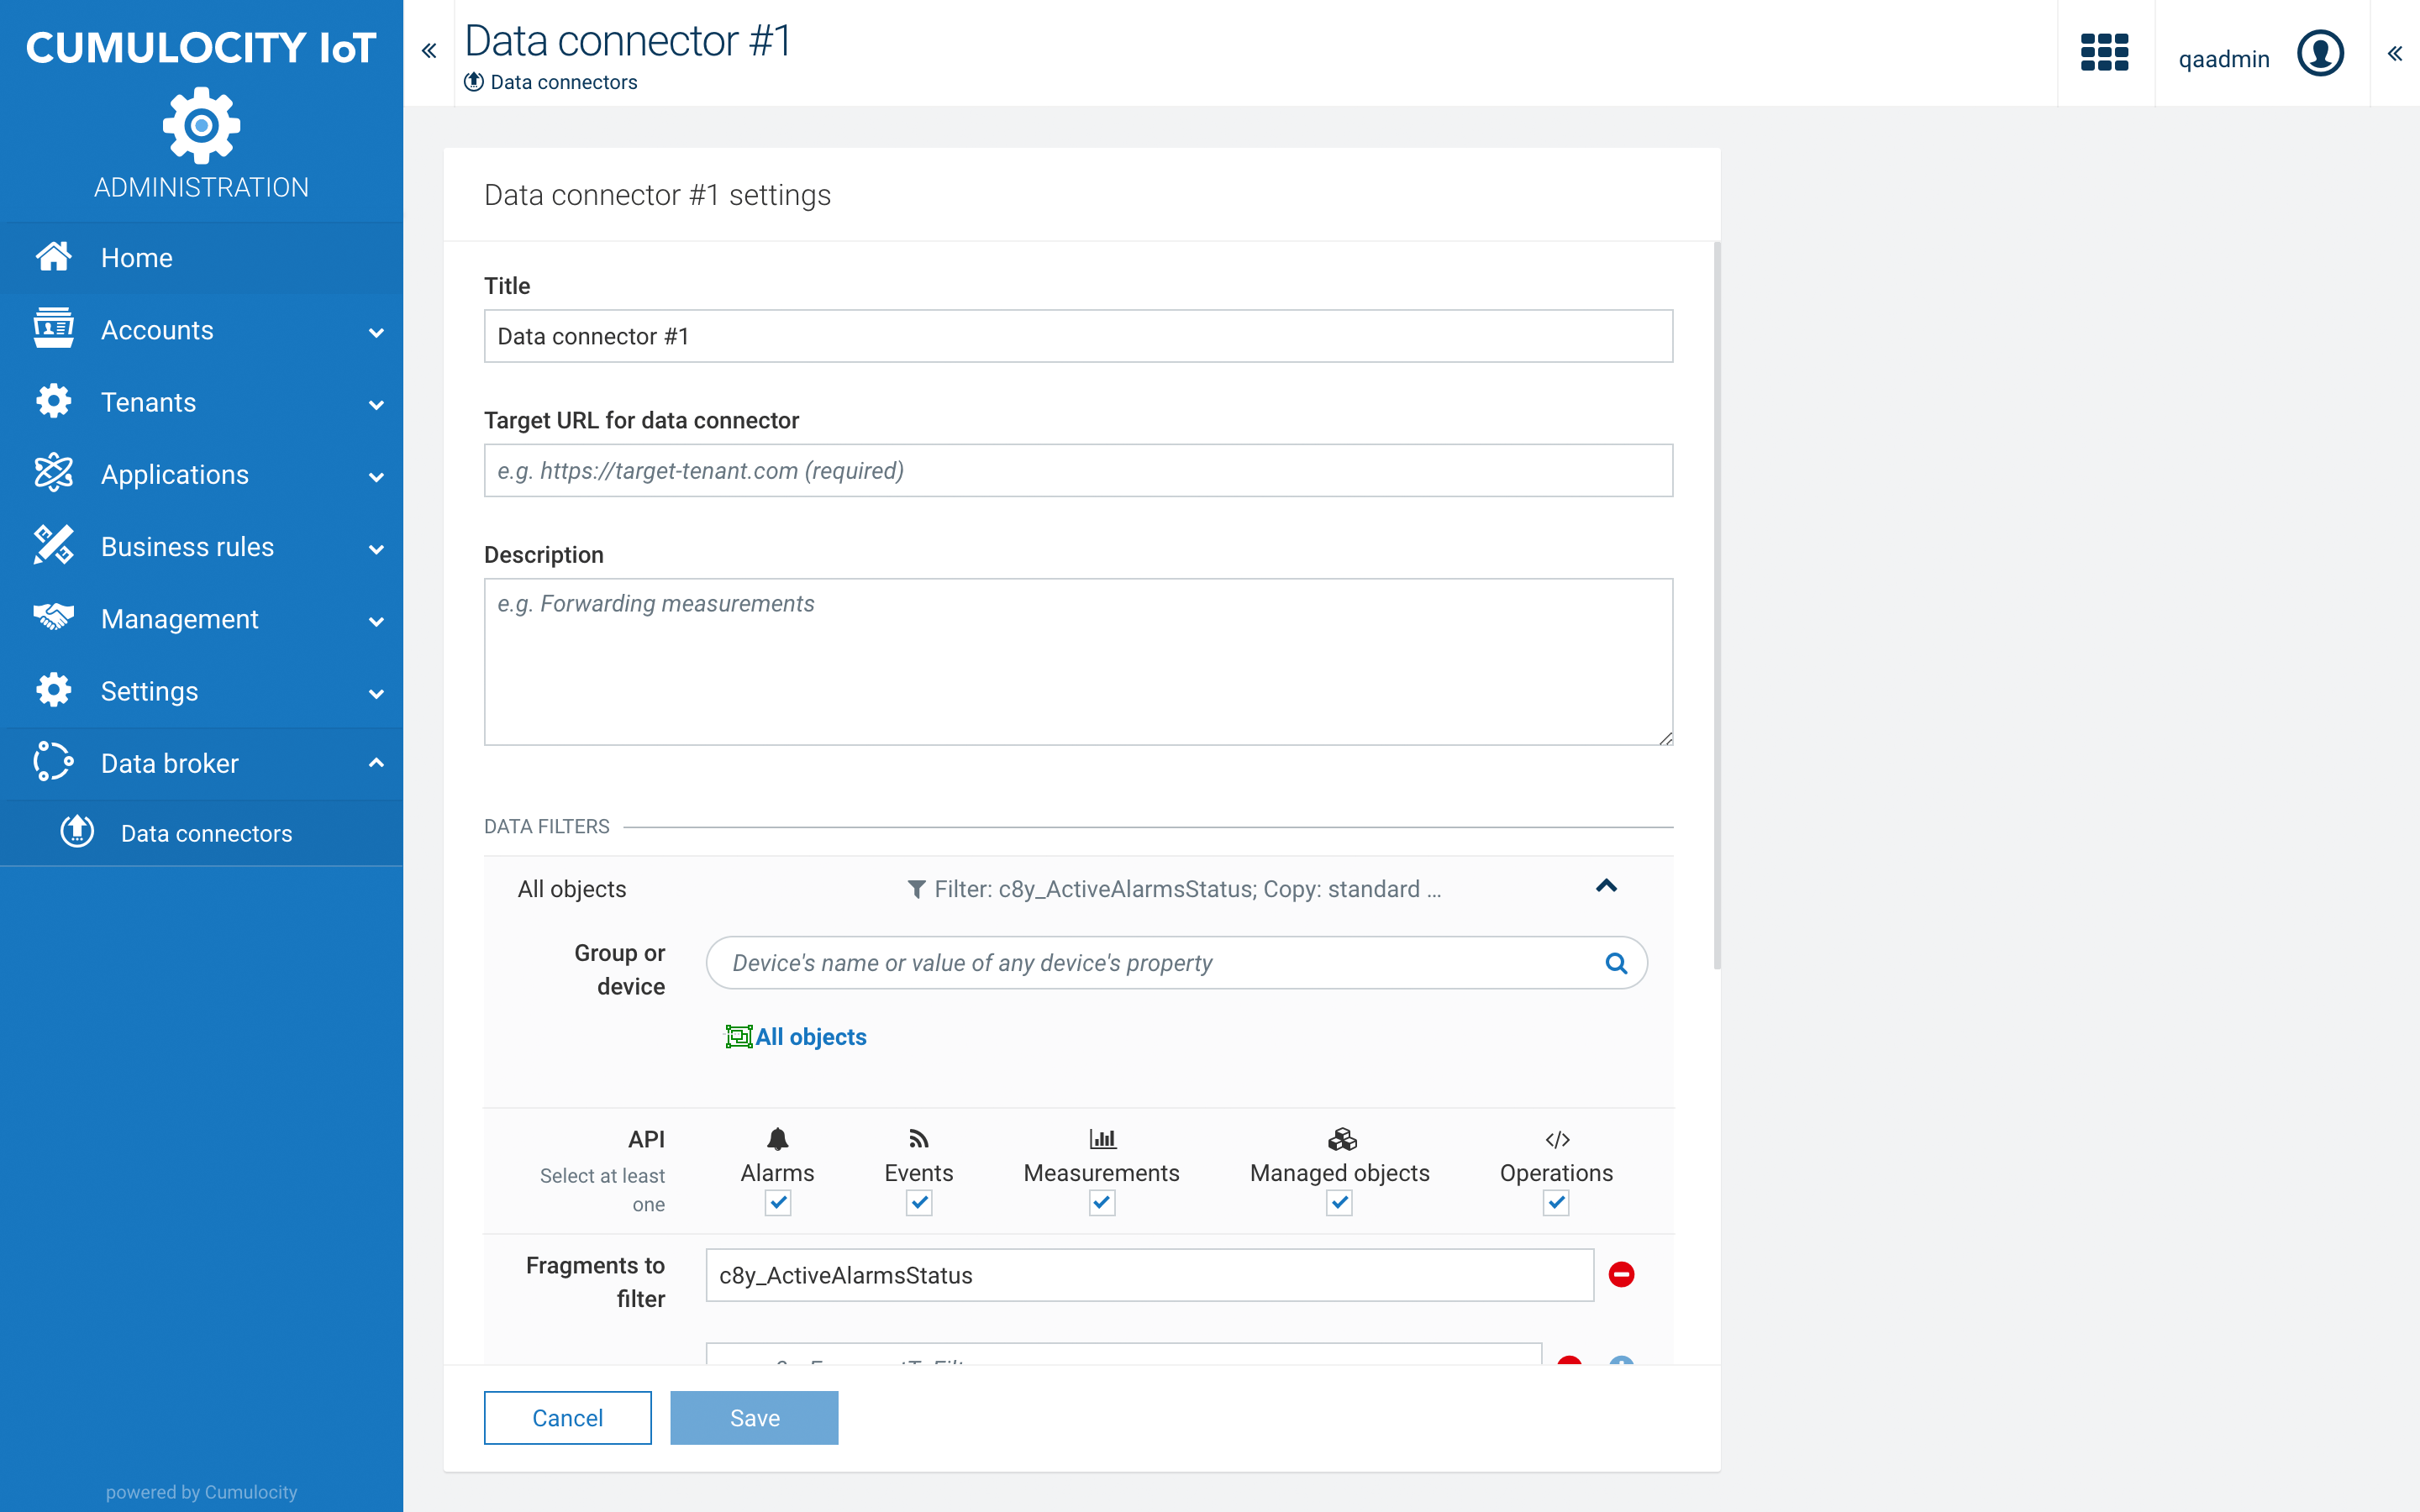 CUMULOCITY IoT
ADMINISTRATION
Home
Accounts
Tenants
Applications
Business rules
Management
Settings
Data broker
Data connectors
powered by Cumulocity
Data connector #1
Data connectors
qaadmin
Data connector #1 settings
Title
Data connector #1
Target URL for data connector
e.g. https://target-tenant.com (required)
Description
e.g. Forwarding measurements
DATA FILTERS
All objects
Filter: c8y_ActiveAlarmsStatus; Copy: standard ...
Group or
device
Device's name or value of any device's property
All objects
API
Select at least
one
Alarms
Events
Measurements
Managed objects
Operations
Fragments to
filter
c8y_ActiveAlarmsStatus
Cancel
Save